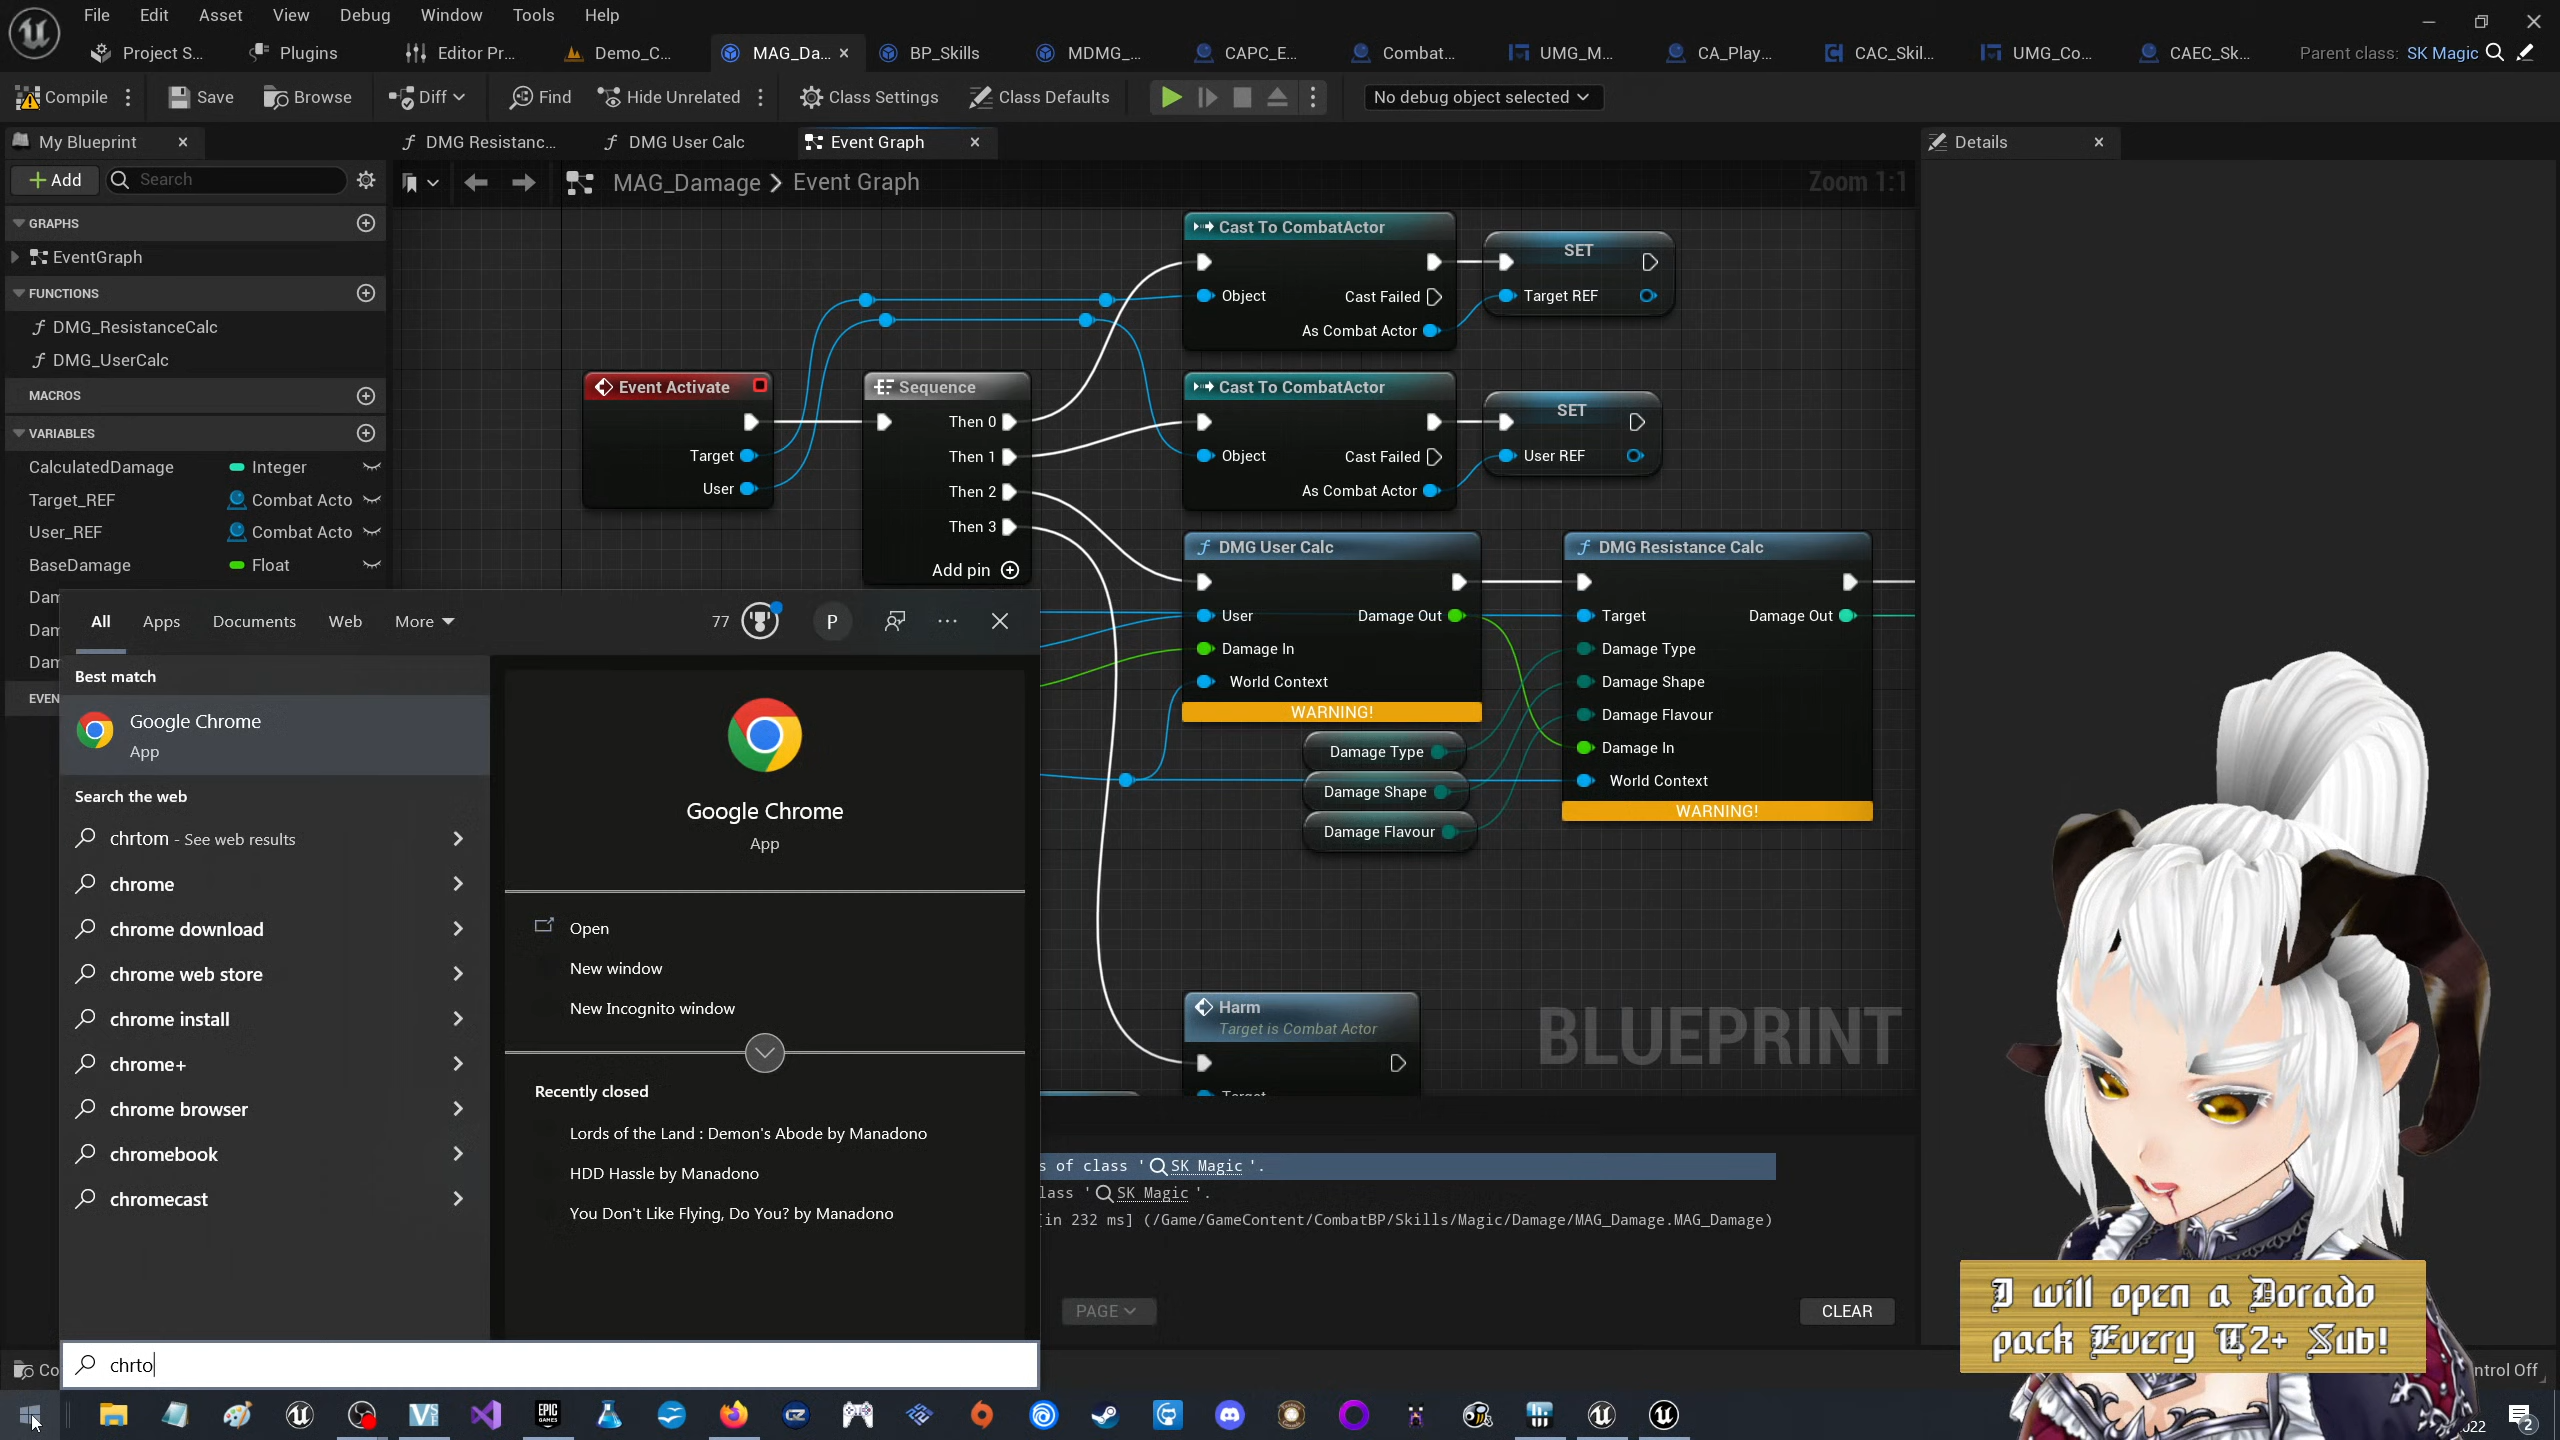 File Edit Asset View Debug Window Tools Help
Project S... Plugins Editor Pr... Demo_C... MAG_Da... BP_Skills MDMG_... CAPC_E... Combat... UMG_M... CA_Play... CAC_Skil... UMG_Co... CAEC_Sk... Parent class: SK Magic
Compile Save Browse Diff Find Hide Unrelated Class Settings Class Defaults No debug object selected
My Blueprint DMG Resistanc... DMG User Calc Event Graph Details
Add Search MAG_Damage > Event Graph Zoom 1:1
GRAPHS
EventGraph
FUNCTIONS
DMG_ResistanceCalc
DMG_UserCalc
MACROS
VARIABLES
CalculatedDamage Integer
Target_REF Combat Acto
User_REF Combat Acto
BaseDamage Float
Dam
Dam
Dam
EVEN
Cast To CombatActor
Object Cast Failed
As Combat Actor
SET
Target REF
Event Activate
Target
User
Sequence
Then 0
Then 1
Then 2
Then 3
Add pin
Cast To CombatActor
Object Cast Failed
As Combat Actor
SET
User REF
DMG User Calc
User Damage Out
Damage In
World Context
WARNING!
DMG Resistance Calc
Target Damage Out
Damage Type
Damage Shape
Damage Flavour
Damage In
World Context
WARNING!
Damage Type
Damage Shape
Damage Flavour
Harm
Target is Combat Actor
Target
BLUEPRINT
All Apps Documents Web More 77 P
Best match
Google Chrome
App
Search the web
chrtom - See web results
chrome
chrome download
chrome web store
chrome install
chrome+
chrome browser
chromebook
chromecast
Google Chrome
App
Open
New window
New Incognito window
Recently closed
Lords of the Land : Demon's Abode by Manadono
HDD Hassle by Manadono
You Don't Like Flying, Do You? by Manadono
chrto
s of class ' SK Magic '.
lass ' SK Magic '.
[in 232 ms] (/Game/GameContent/CombatBP/Skills/Magic/Damage/MAG_Damage.MAG_Damage)
PAGE CLEAR
I will open a Dorado
pack Every T2+ Sub!
Co
ntrol Off
EPIC GAMES
022
2